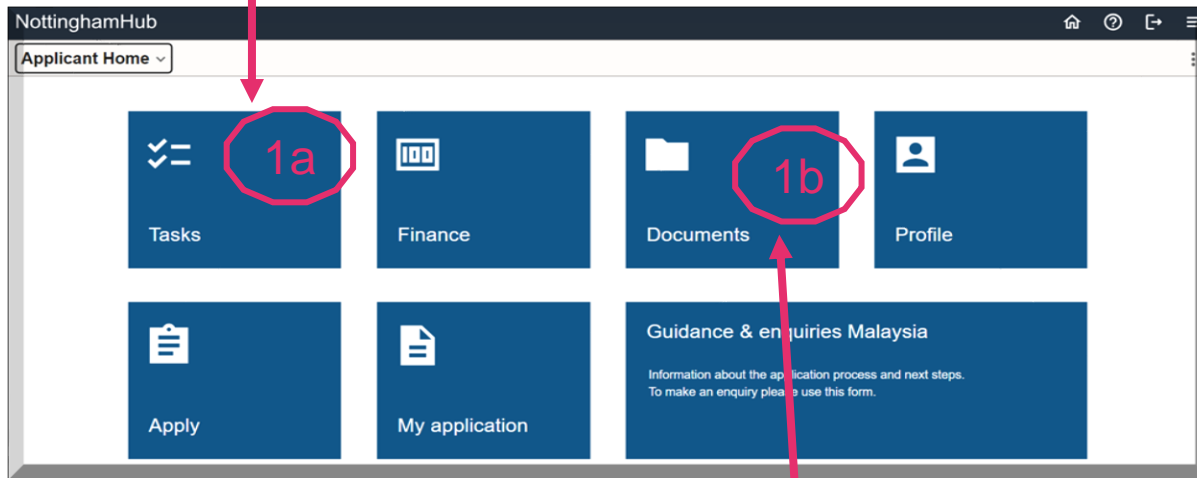 NottinghamHub
Applicant Home
1a
1b
Tasks
Finance
Documents
Profile
Guidance & enquiries Malaysia
Information about the application process and next steps.
To make an enquiry please use this form.
Apply
My application